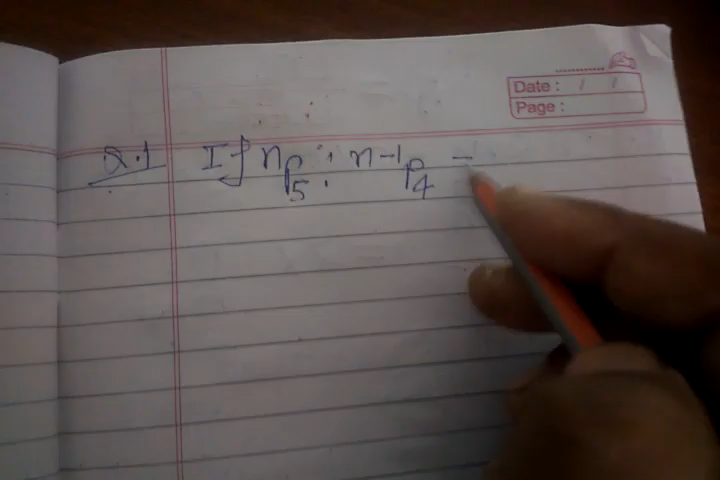 Date : / /
Page :
Q.1 If nP5 : n-1P4 -